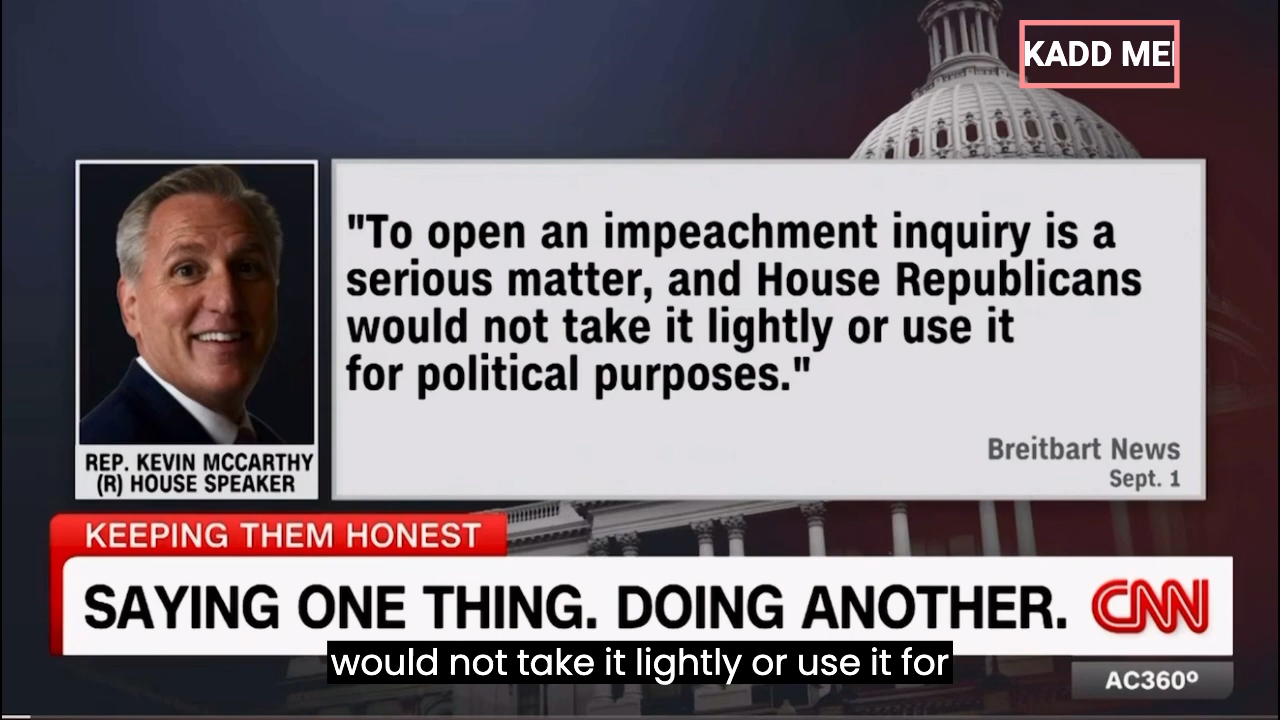 KADD ME
"To open an impeachment inquiry is a
serious matter, and House Republicans
would not take it lightly or use it
for political purposes."
Breitbart News
Sept. 1
REP. KEVIN MCCARTHY
(R) HOUSE SPEAKER
KEEPING THEM HONEST
SAYING ONE THING. DOING ANOTHER.
CNN
would not take it lightly or use it for
AC360º